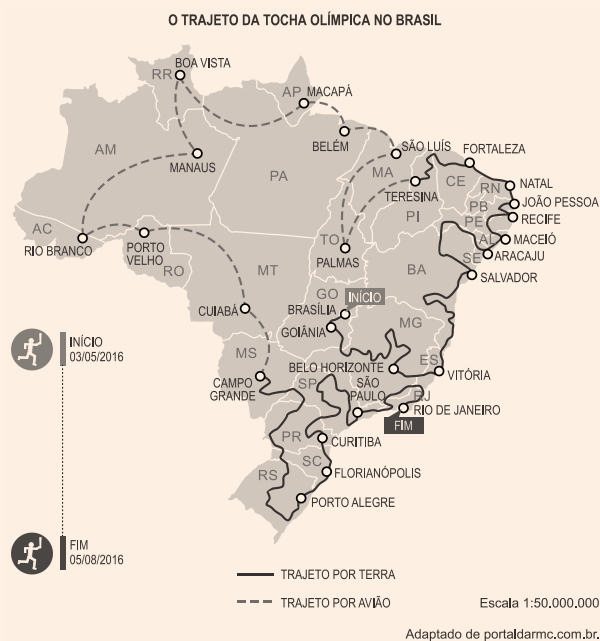 O TRAJETO DA TOCHA OLÍMPICA NO BRASIL
BOA VISTA
RR
AP
MACAPÁ
BELÉM
SÃO LUÍS
FORTALEZA
AM
MANAUS
PA
MA
TERESINA
CE
RN
NATAL
PB
JOÃO PESSOA
PI
PE
RECIFE
AC
RIO BRANCO
PORTO
VELHO
RO
TO
PALMAS
AL
MACEIÓ
SE
ARACAJU
MT
BA
SALVADOR
GO
INÍCIO
BRASÍLIA
CUIABÁ
GOIÂNIA
MG
INÍCIO
03/05/2016
MS
BELO HORIZONTE
ES
VITÓRIA
CAMPO
GRANDE
SP
SÃO
PAULO
RJ
RIO DE JANEIRO
FIM
PR
CURITIBA
SC
FLORIANÓPOLIS
RS
PORTO ALEGRE
FIM
05/08/2016
TRAJETO POR TERRA
TRAJETO POR AVIÃO
Escala 1:50.000.000
Adaptado de portaldarmc.com.br.